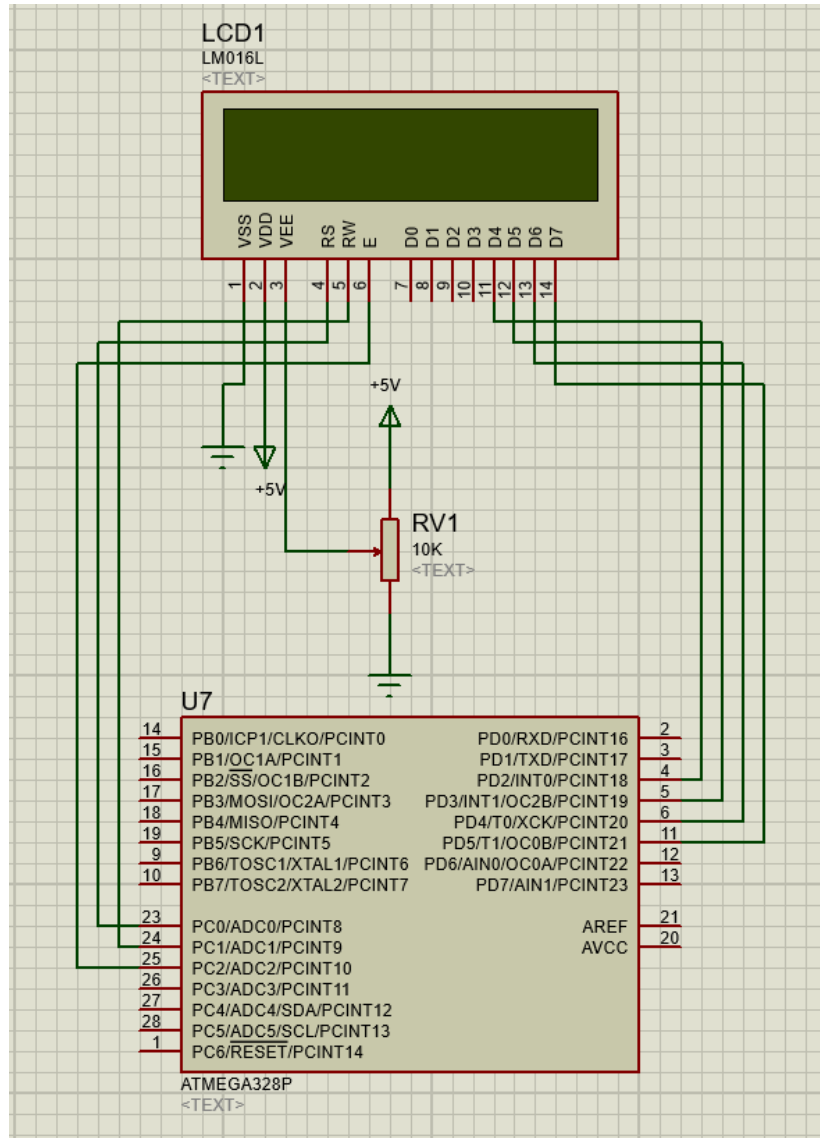 LCD1
LM016L
<TEXT>
VSS VDD VEE RS RW E D0 D1 D2 D3 D4 D5 D6 D7
1 2 3 4 5 6 7 8 9 10 11 12 13 14
+5V
+5V
RV1
10K
<TEXT>
U7
14 PB0/ICP1/CLKO/PCINT0 PD0/RXD/PCINT16 2
15 PB1/OC1A/PCINT1 PD1/TXD/PCINT17 3
16 PB2/SS/OC1B/PCINT2 PD2/INT0/PCINT18 4
17 PB3/MOSI/OC2A/PCINT3 PD3/INT1/OC2B/PCINT19 5
18 PB4/MISO/PCINT4 PD4/T0/XCK/PCINT20 6
19 PB5/SCK/PCINT5 PD5/T1/OC0B/PCINT21 11
9 PB6/TOSC1/XTAL1/PCINT6 PD6/AIN0/OC0A/PCINT22 12
10 PB7/TOSC2/XTAL2/PCINT7 PD7/AIN1/PCINT23 13
23 PC0/ADC0/PCINT8 AREF 21
24 PC1/ADC1/PCINT9 AVCC 20
25 PC2/ADC2/PCINT10
26 PC3/ADC3/PCINT11
27 PC4/ADC4/SDA/PCINT12
28 PC5/ADC5/SCL/PCINT13
1 PC6/RESET/PCINT14
ATMEGA328P
<TEXT>